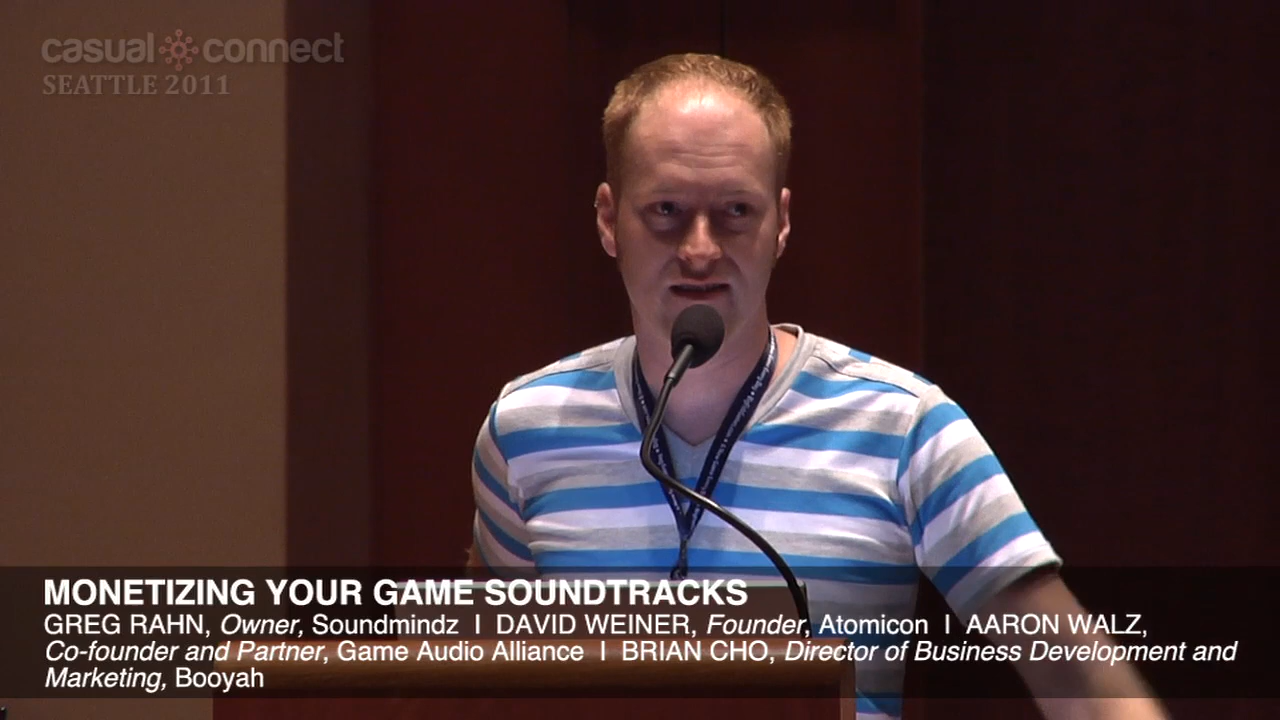 casual connect
SEATTLE 2011
MONETIZING YOUR GAME SOUNDTRACKS
GREG RAHN, Owner, Soundmindz I DAVID WEINER, Founder, Atomicon I AARON WALZ,
Co-founder and Partner, Game Audio Alliance I BRIAN CHO, Director of Business Development and
Marketing, Booyah